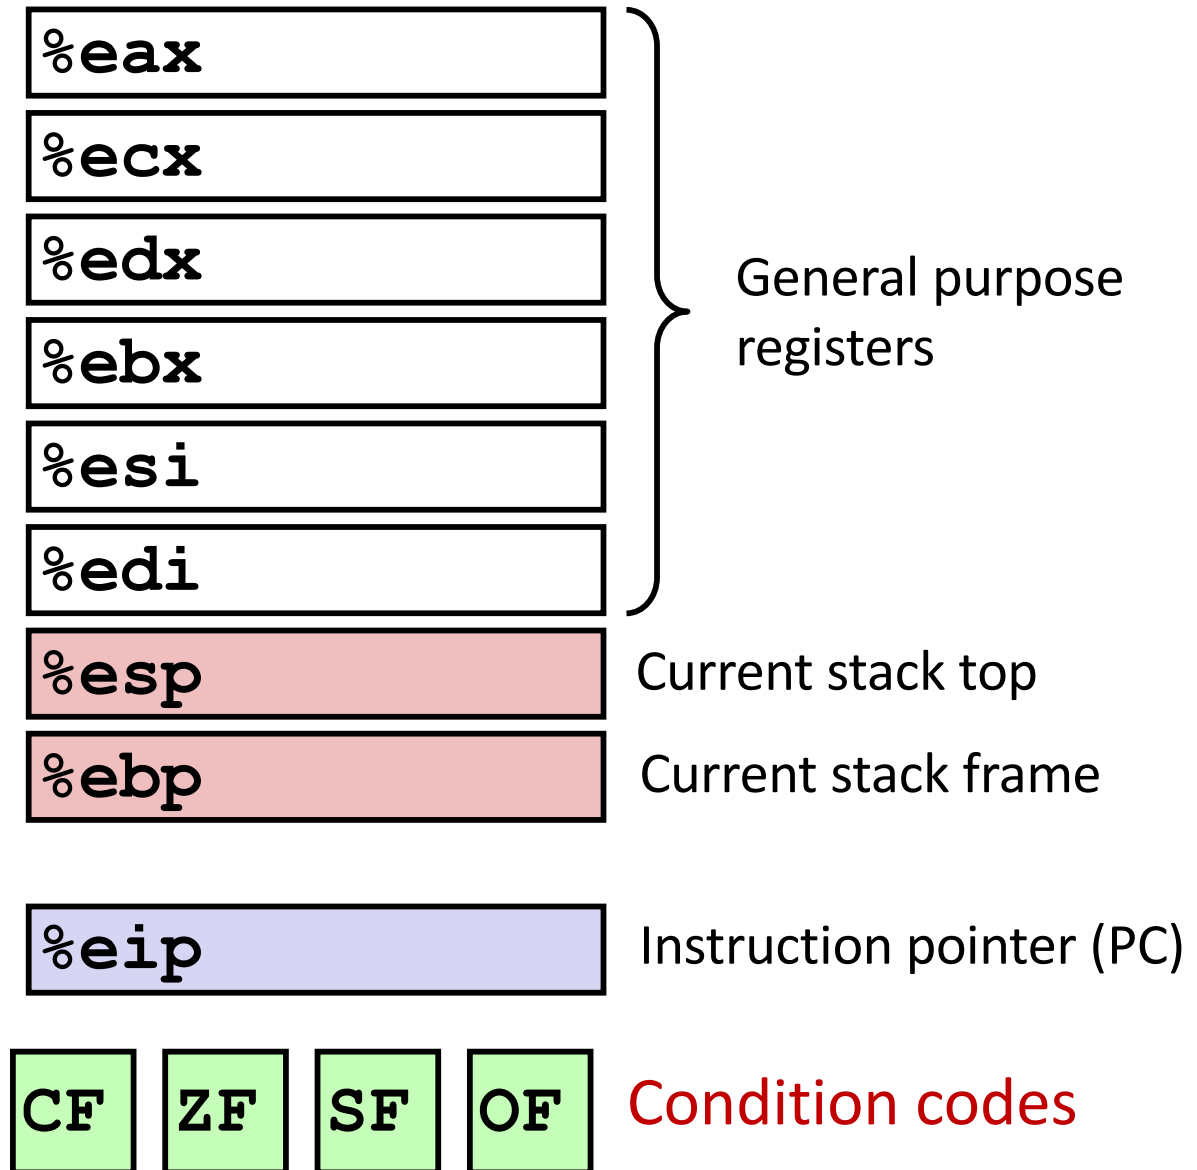 %eax
%ecx
%edx
%ebx
%esi
%edi
General purpose
registers
%esp
Current stack top
%ebp
Current stack frame
%eip
Instruction pointer (PC)
CF ZF SF OF Condition codes